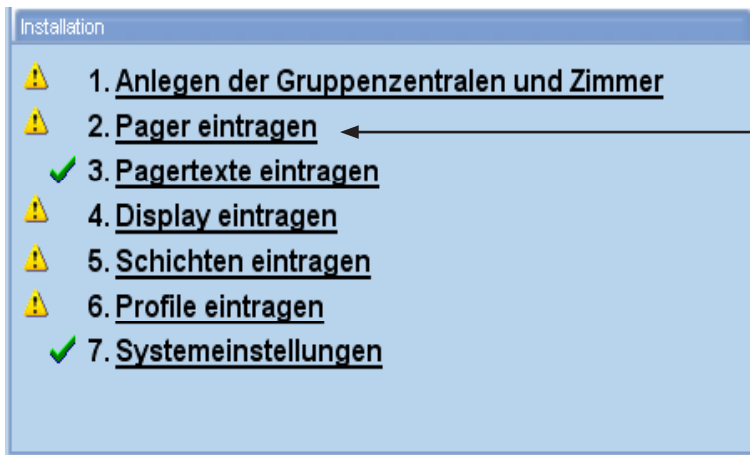 Installation
1. Anlegen der Gruppenzentralen und Zimmer
2. Pager eintragen
3. Pagertexte eintragen
4. Display eintragen
5. Schichten eintragen
6. Profile eintragen
7. Systemeinstellungen